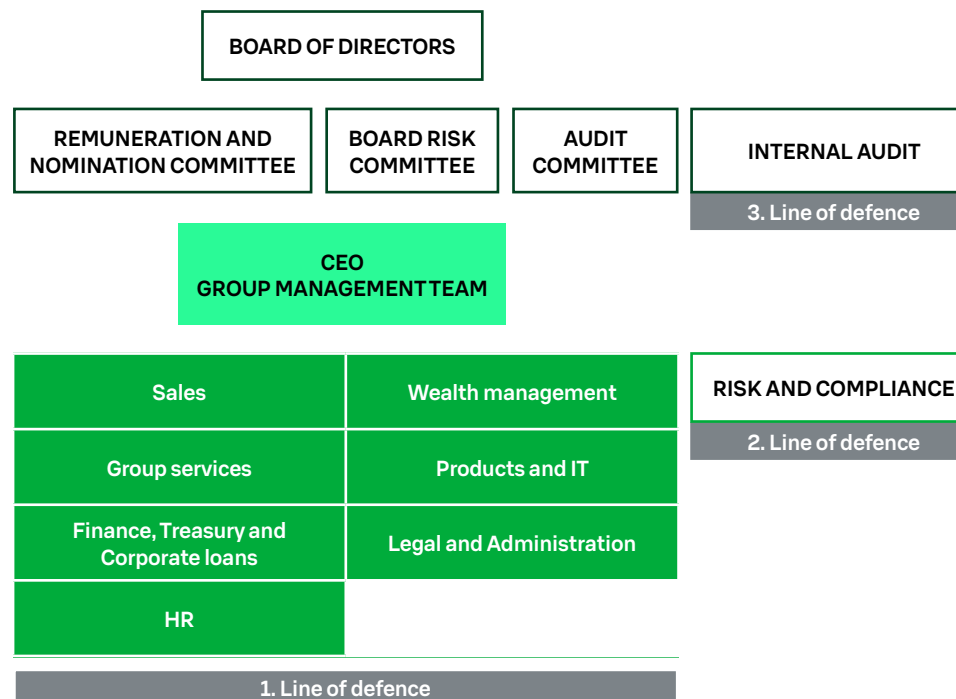 BOARD OF DIRECTORS
REMUNERATION AND
NOMINATION COMMITTEE
BOARD RISK
COMMITTEE
AUDIT
COMMITTEE
INTERNAL AUDIT
3. Line of defence
CEO
GROUP MANAGEMENT TEAM
Sales
Wealth management
RISK AND COMPLIANCE
2. Line of defence
Group services
Products and IT
Finance, Treasury and
Corporate loans
Legal and Administration
HR
1. Line of defence